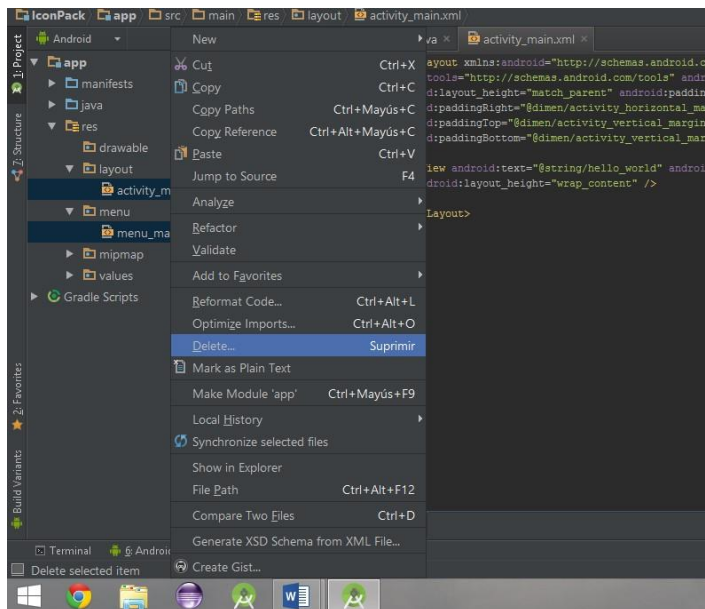 IconPack app src main res layout activity_main.xml
1: Project
7: Structure
2: Favorites
Build Variants
Android
app
manifests
java
res
drawable
layout
activity_m
menu
menu_ma
mipmap
values
Gradle Scripts
New
Cut Ctrl+X
Copy Ctrl+C
Copy Paths Ctrl+Mayús+C
Copy Reference Ctrl+Alt+Mayús+C
Paste Ctrl+V
Jump to Source F4
Analyze
Refactor
Validate
Add to Favorites
Reformat Code... Ctrl+Alt+L
Optimize Imports... Ctrl+Alt+O
Delete... Suprimir
Mark as Plain Text
Make Module 'app' Ctrl+Mayús+F9
Local History
Synchronize selected files
Show in Explorer
File Path Ctrl+Alt+F12
Compare Two Files Ctrl+D
Generate XSD Schema from XML File...
Create Gist...
va × activity_main.xml ×
ayout xmlns:android="http://schemas.android.c
tools="http://schemas.android.com/tools" andr
d:layout_height="match_parent" android:paddin
d:paddingRight="@dimen/activity_horizontal_ma
d:paddingTop="@dimen/activity_vertical_margin
d:paddingBottom="@dimen/activity_vertical_mar
iew android:text="@string/hello_world" androi
droid:layout_height="wrap_content" />
Layout>
Terminal 6: Androi
Delete selected item